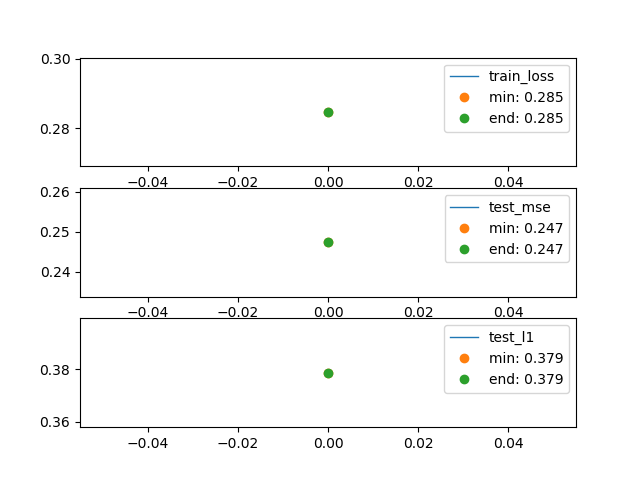 0.30
0.28
train_loss
min: 0.285
end: 0.285
−0.04 −0.02 0.00 0.02 0.04
0.26
0.25
0.24
test_mse
min: 0.247
end: 0.247
−0.04 −0.02 0.00 0.02 0.04
0.38
0.36
test_l1
min: 0.379
end: 0.379
−0.04 −0.02 0.00 0.02 0.04